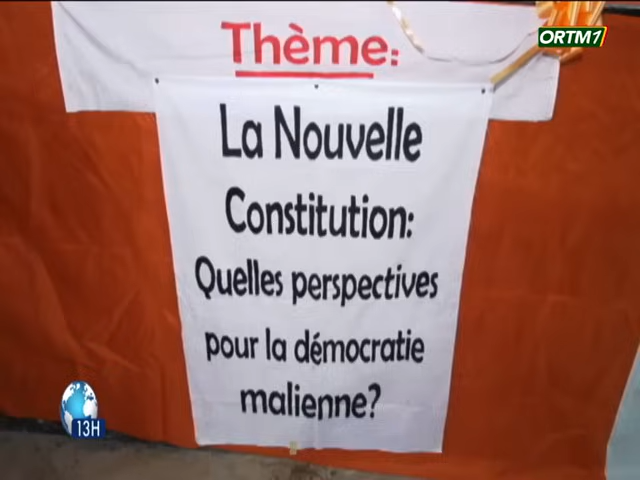 ORTM1
Thème:
La Nouvelle
Constitution:
Quelles perspectives
pour la démocratie
malienne?
13H